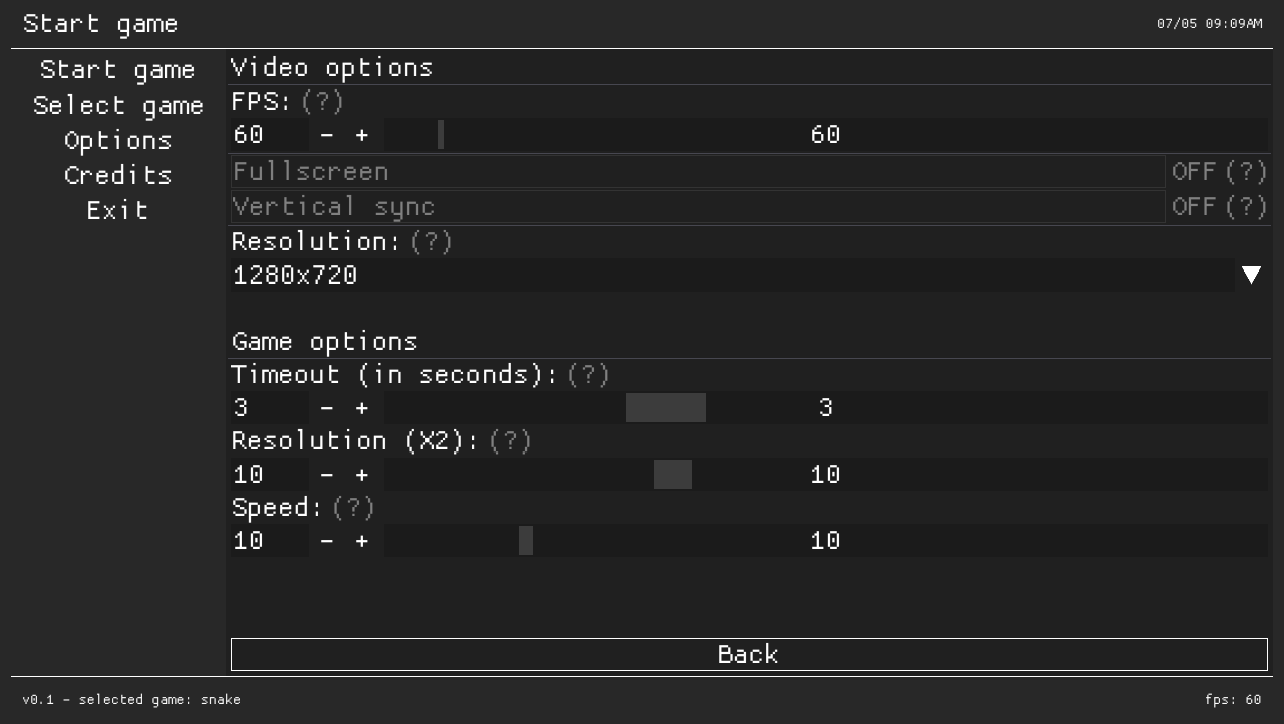 Start game 07/05 09:09AM
Start game
Select game
Options
Credits
Exit
Video options
FPS: (?)
60 - + 60
Fullscreen OFF (?)
Vertical sync OFF (?)
Resolution: (?)
1280x720
Game options
Timeout (in seconds): (?)
3 - + 3
Resolution (X2): (?)
10 - + 10
Speed: (?)
10 - + 10
Back
v0.1 - selected game: snake fps: 60